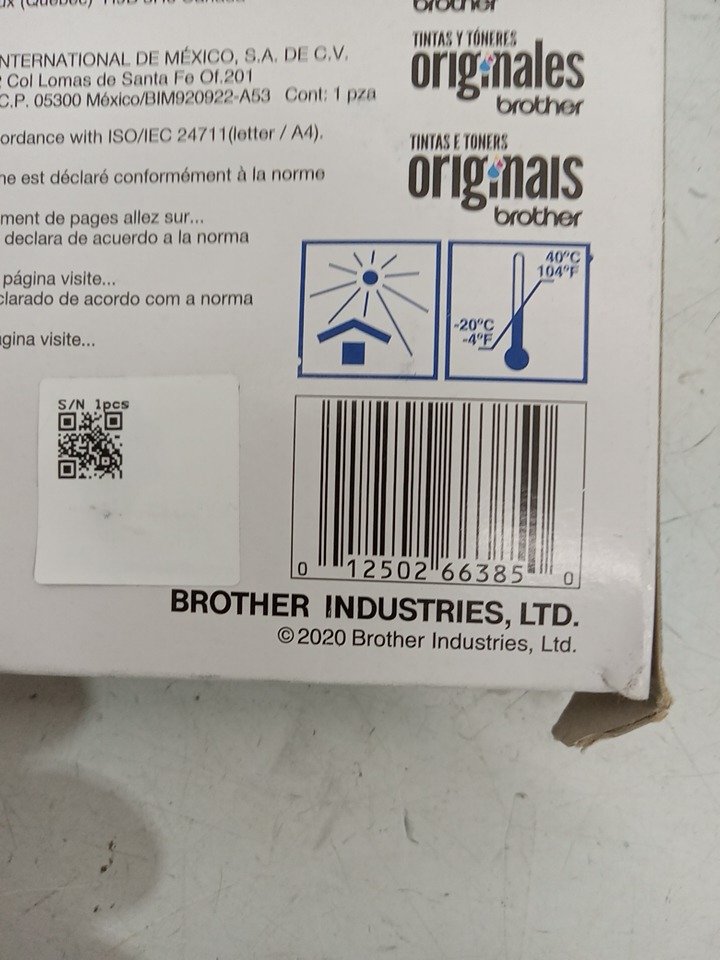 brother
NTERNATIONAL DE MÉXICO, S.A. DE C.V.
Col Lomas de Santa Fe Of.201
C.P. 05300 México/BIM920922-A53 Cont: 1 pza
ordance with ISO/IEC 24711(letter / A4).
ne est déclaré conformément à la norme
ment de pages allez sur...
declara de acuerdo a la norma
página visite...
clarado de acordo com a norma
gina visite...
TINTAS Y TÓNERES
originales
brother
TINTAS E TONERS
originais
brother
40°C
104°F
-20°C
-4°F
S/N 1pcs
0 12502 66385 0
BROTHER INDUSTRIES, LTD.
©2020 Brother Industries, Ltd.